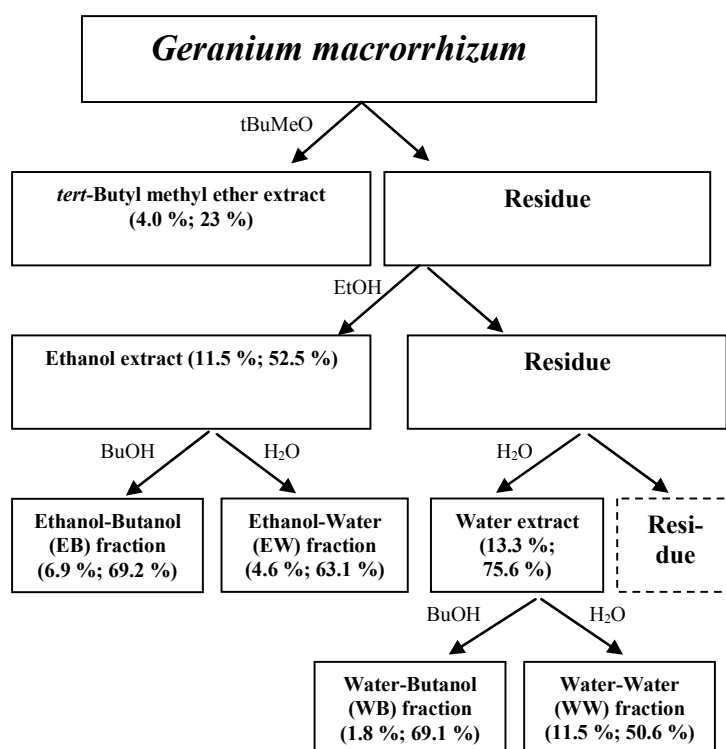 Geranium macrorrhizum
tBuMeO
tert-Butyl methyl ether extract
(4.0 %; 23 %)
Residue
EtOH
Ethanol extract (11.5 %; 52.5 %)
Residue
BuOH
H₂O
H₂O
Ethanol-Butanol
(EB) fraction
(6.9 %; 69.2 %)
Ethanol-Water
(EW) fraction
(4.6 %; 63.1 %)
Water extract
(13.3 %;
75.6 %)
Resi-
due
BuOH
H₂O
Water-Butanol
(WB) fraction
(1.8 %; 69.1 %)
Water-Water
(WW) fraction
(11.5 %; 50.6 %)